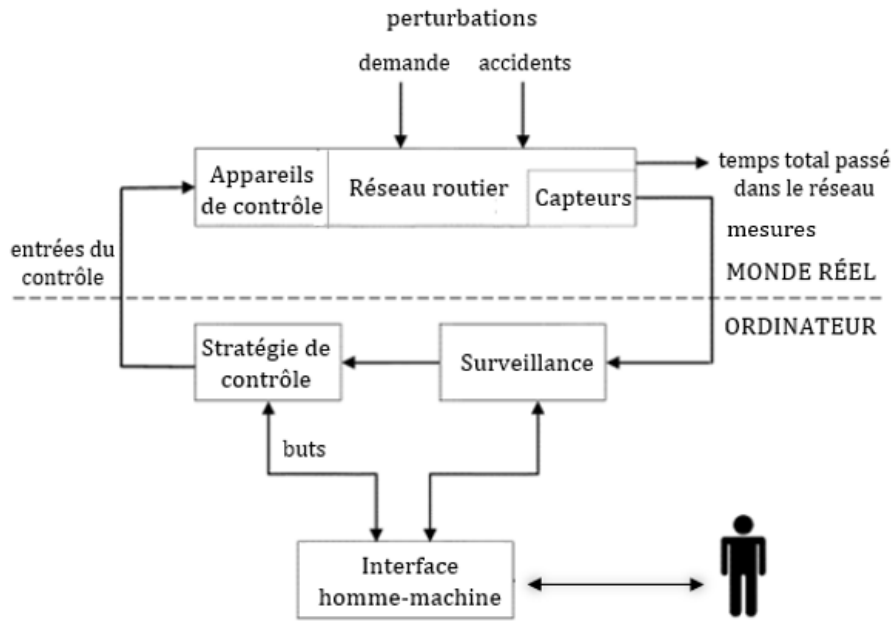 perturbations
demande accidents
Appareils
de contrôle
Réseau routier
Capteurs
temps total passé
dans le réseau
mesures
entrées du
contrôle
MONDE RÉEL
ORDINATEUR
Stratégie de
contrôle
Surveillance
buts
Interface
homme-machine